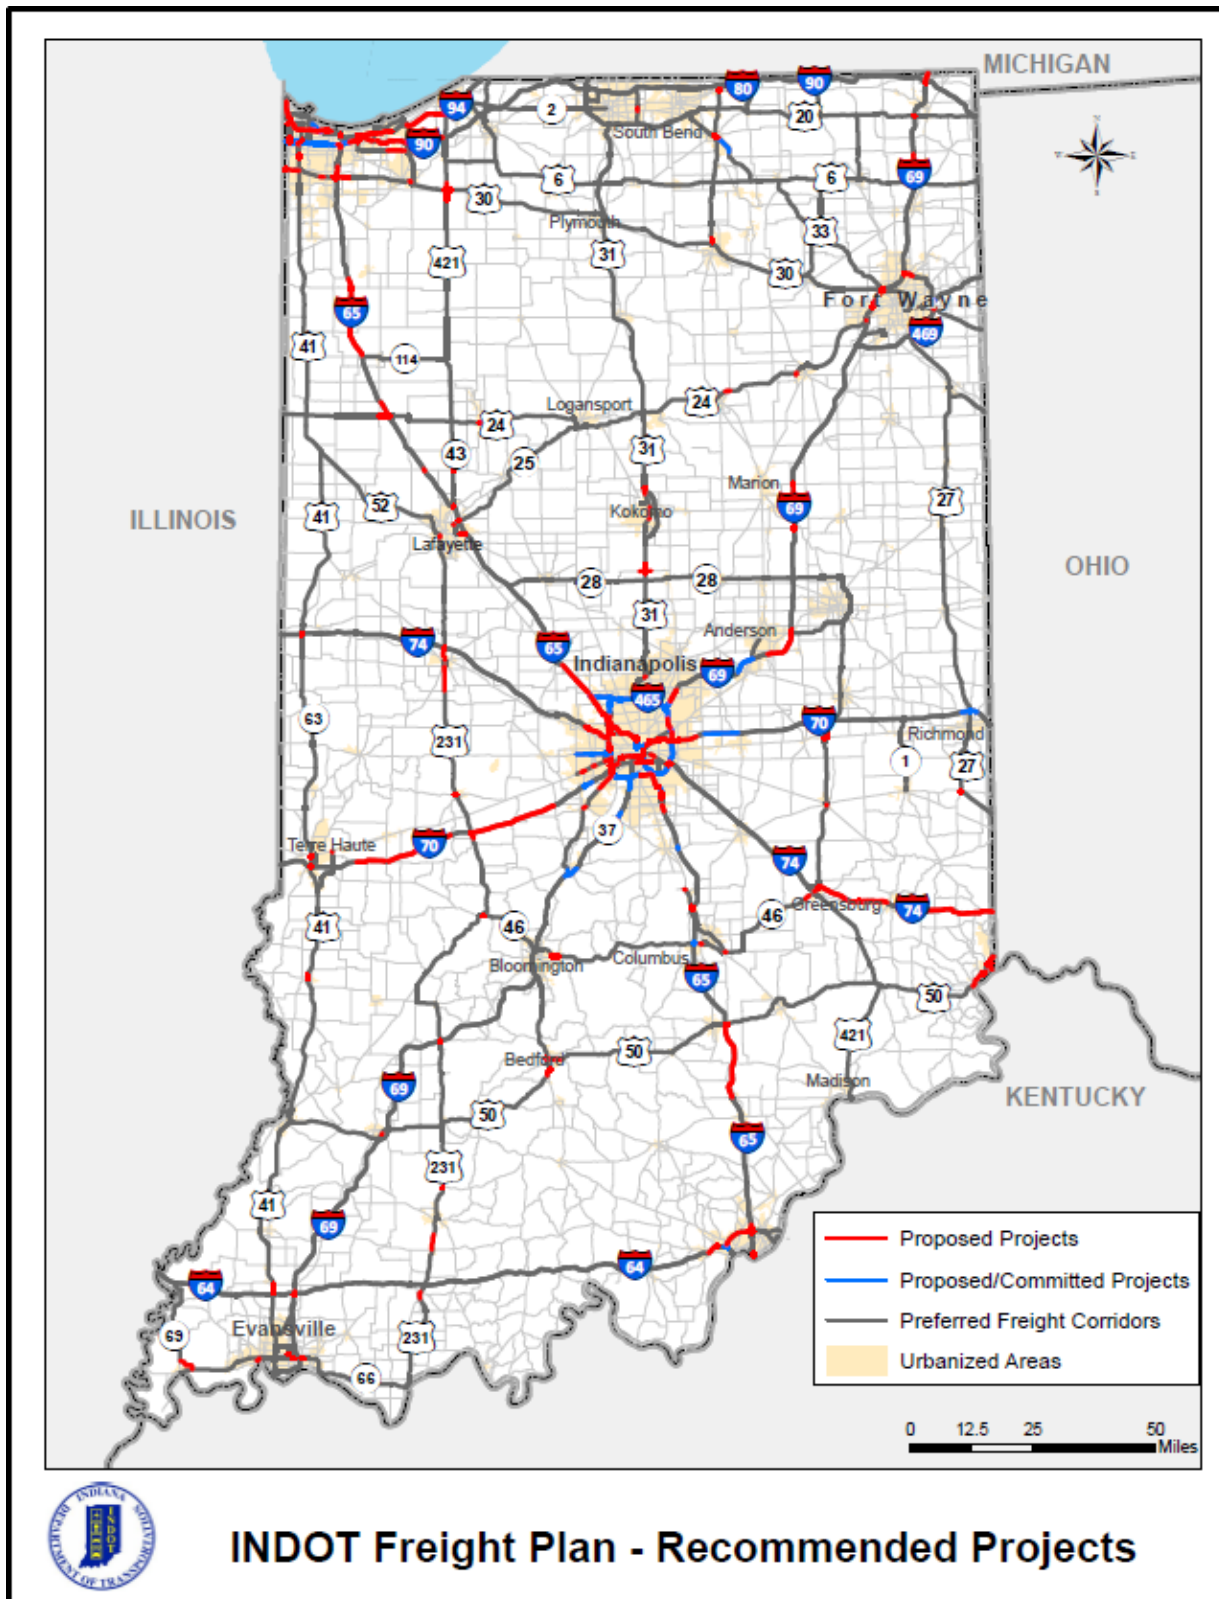 MICHIGAN
94
80
90
2
20
South Bend
90
69
6
6
30
Plymouth
33
31
421
30
Fort Wayne
65
469
41
114
Logansport
24
24
43
31
25
Marion
52
69
27
41
Kokomo
ILLINOIS
Lafayette
OHIO
28
28
31
Anderson
74
65
Indianapolis
69
465
63
70
231
Richmond
1
27
37
Terre Haute
70
74
Greensburg
74
46
46
41
Columbus
Bloomington
65
50
421
Bedford
50
Madison
69
KENTUCKY
50
65
231
41
69
64
64
Evansville
69
231
66
Proposed Projects
Proposed/Committed Projects
Preferred Freight Corridors
Urbanized Areas
0 12.5 25 50
Miles
INDIANA DEPARTMENT OF TRANSPORTATION
INDOT
INDOT Freight Plan - Recommended Projects